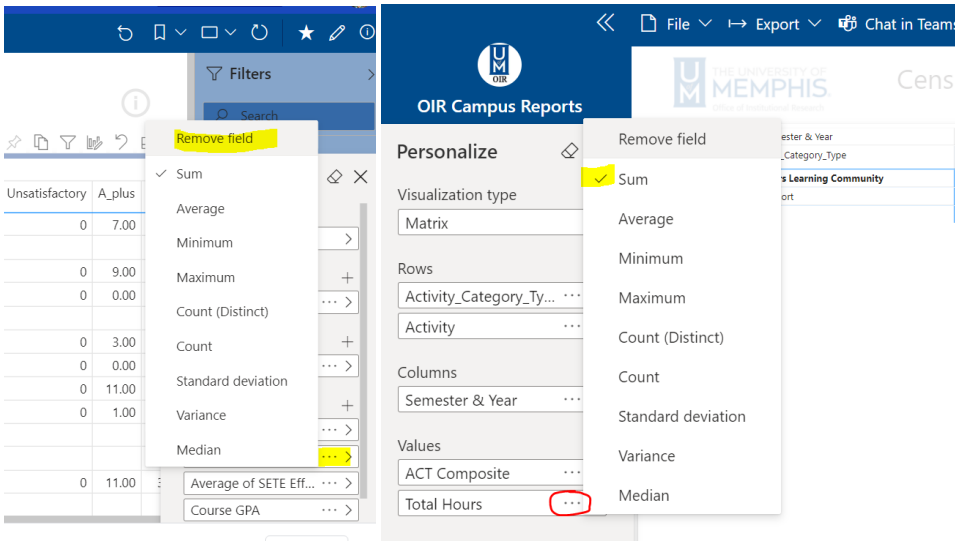 Filters
Search
Remove field
Sum
Average
Minimum
Maximum
Count (Distinct)
Count
Standard deviation
Variance
Median
Unsatisfactory A_plus
0 7.00
0 9.00
0 0.00
0 3.00
0 0.00
0 11.00
0 1.00
0 11.00
Average of SETE Eff...
Course GPA
File Export Chat in Teams
UM
OIR
OIR Campus Reports
Personalize
Visualization type
Matrix
Rows
Activity_Category_Ty...
Activity
Columns
Semester & Year
Values
ACT Composite
Total Hours
Remove field
Sum
Average
Minimum
Maximum
Count (Distinct)
Count
Standard deviation
Variance
Median
UM
THE UNIVERSITY OF
MEMPHIS.
Office of Institutional Research
Cens
ester & Year
_Category_Type
s Learning Community
ort